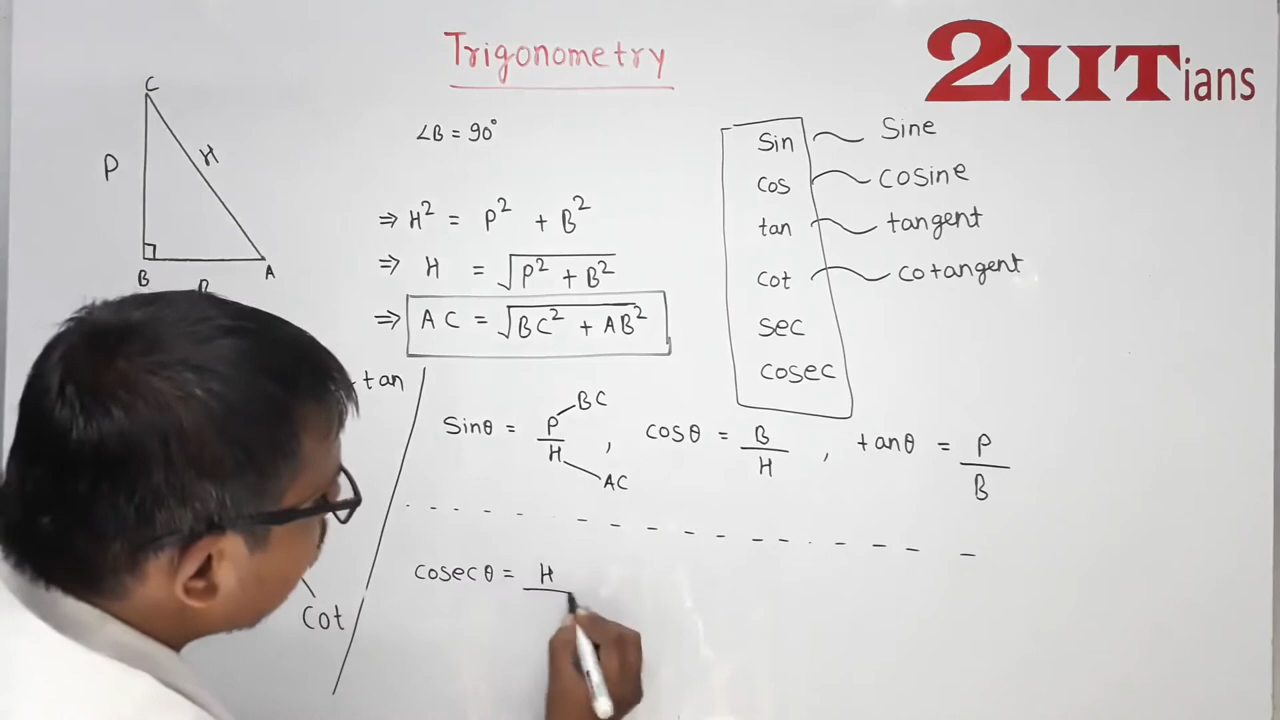 Trigonometry
2IITians
C
P
H
B
A
∠B = 90°
⇒ H² = P² + B²
⇒ H = √(P² + B²)
⇒ AC = √(BC² + AB²)
Sin
Sine
cos
cosine
tan
tangent
cot
cotangent
sec
cosec
tan
Cot
Sinθ = P/H , cosθ = B/H , tanθ = P/B
BC
AC
cosecθ = H